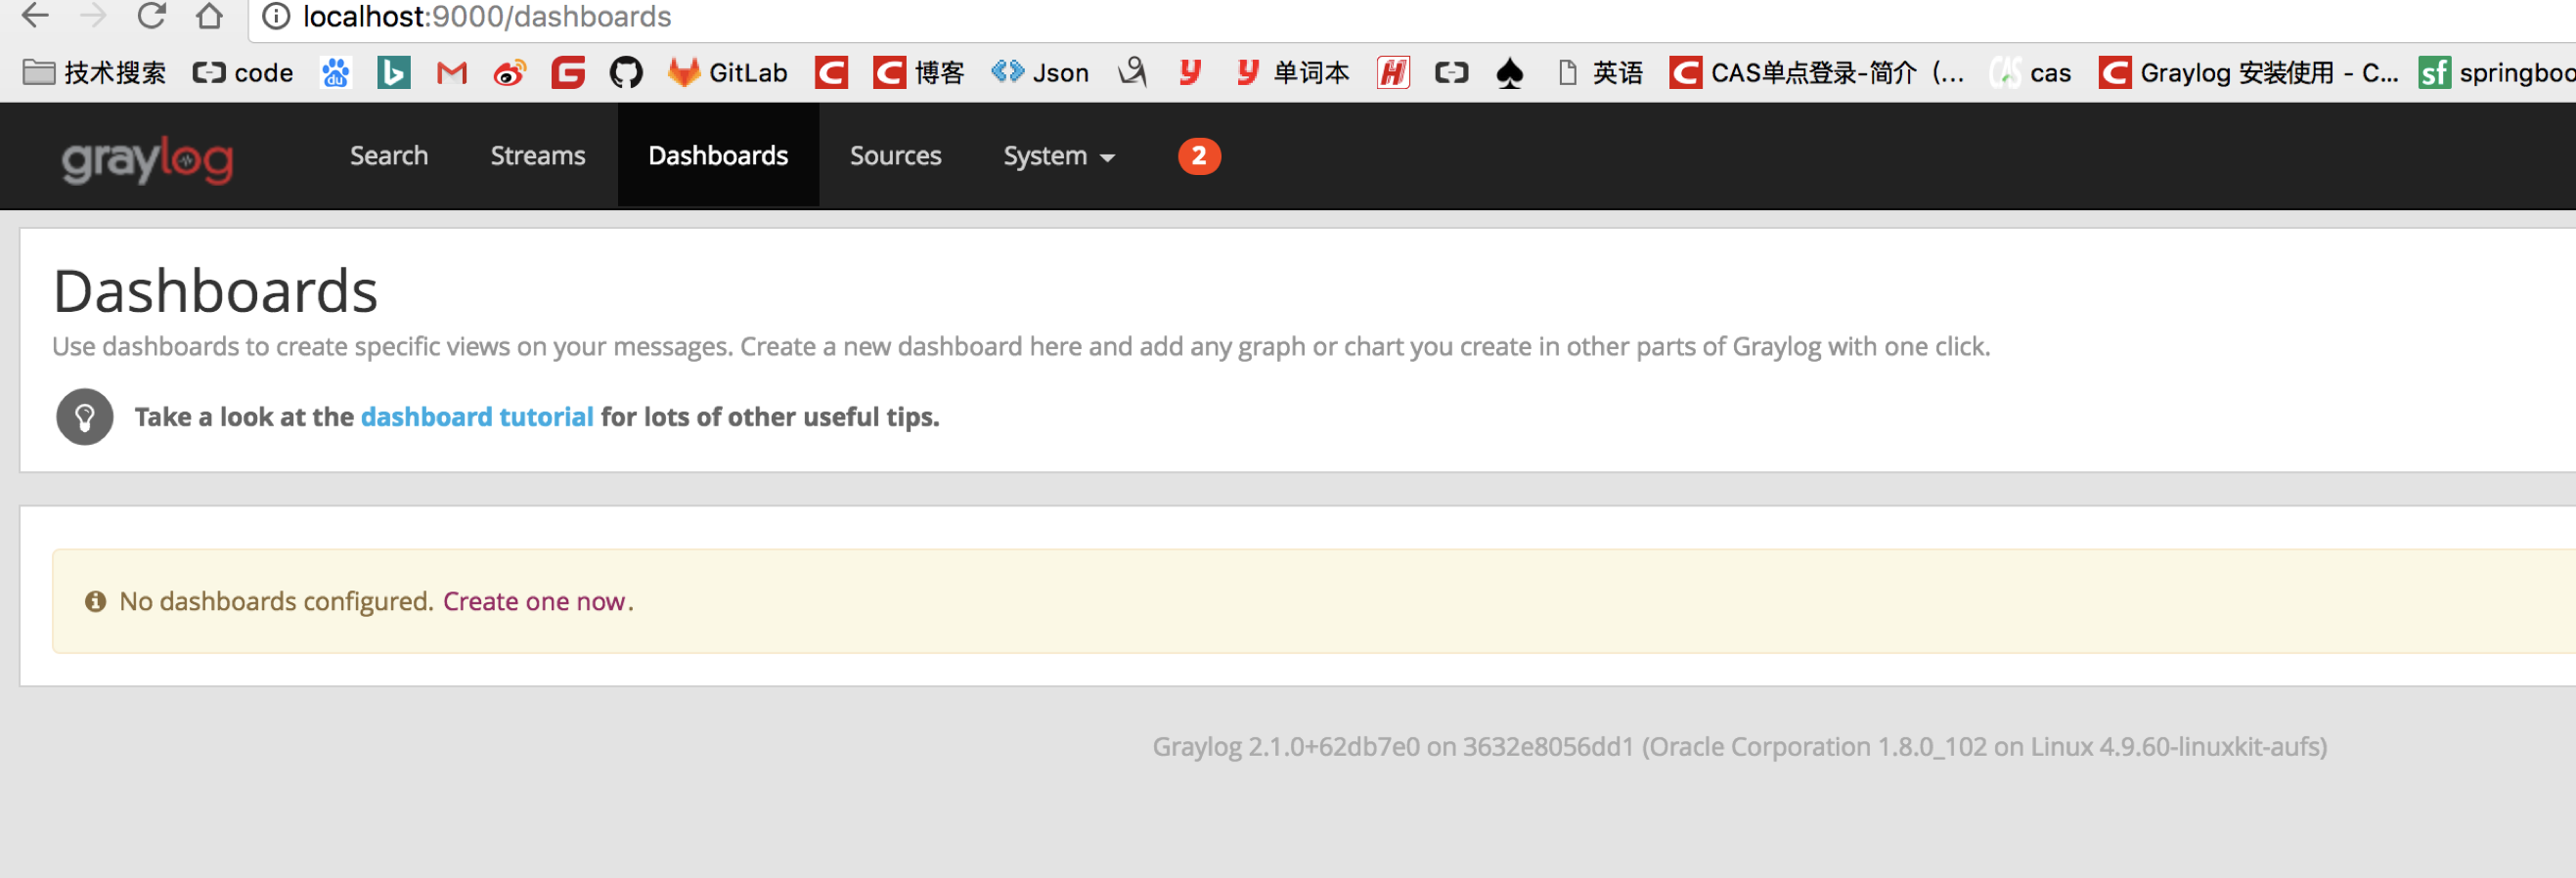 localhost:9000/dashboards
技术搜索 code du GitLab 博客 Json 单词本 英语 CAS单点登录-简介 (... CAS cas Graylog 安装使用 - C... sf springboo
graylog Search Streams Dashboards Sources System 2
Dashboards
Use dashboards to create specific views on your messages. Create a new dashboard here and add any graph or chart you create in other parts of Graylog with one click.
Take a look at the dashboard tutorial for lots of other useful tips.
No dashboards configured. Create one now.
Graylog 2.1.0+62db7e0 on 3632e8056dd1 (Oracle Corporation 1.8.0_102 on Linux 4.9.60-linuxkit-aufs)